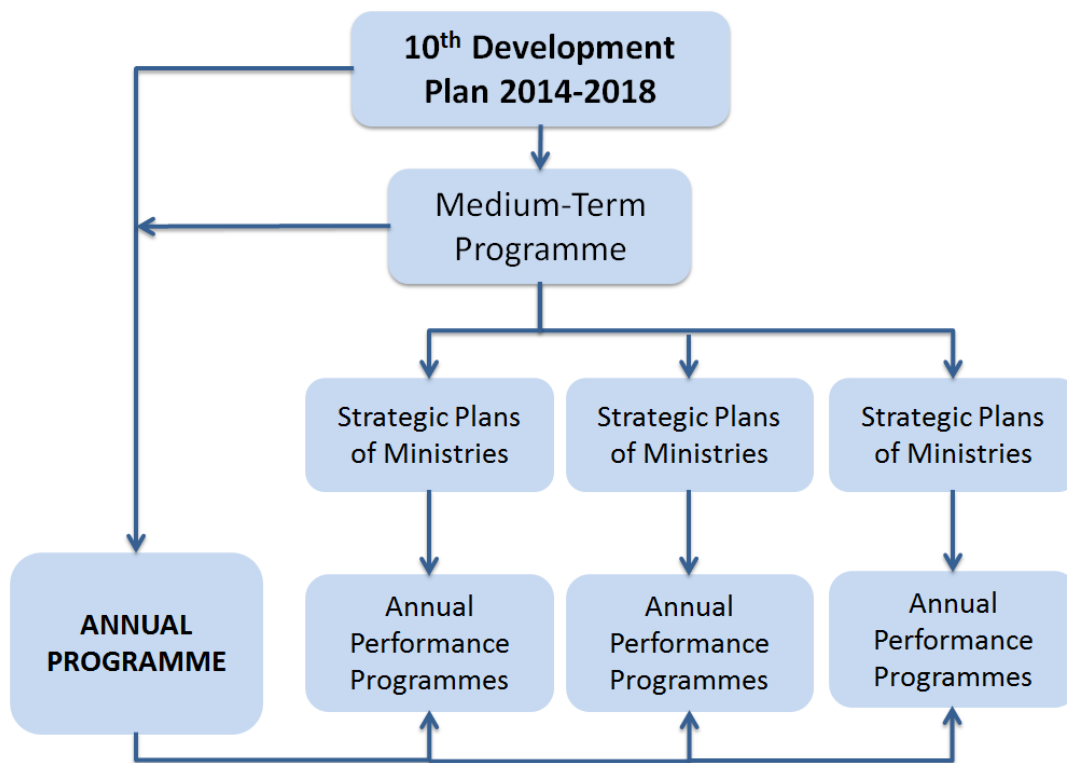 10th Development
Plan 2014-2018
Medium-Term
Programme
Strategic Plans
of Ministries
Strategic Plans
of Ministries
Strategic Plans
of Ministries
ANNUAL
PROGRAMME
Annual
Performance
Programmes
Annual
Performance
Programmes
Annual
Performance
Programmes